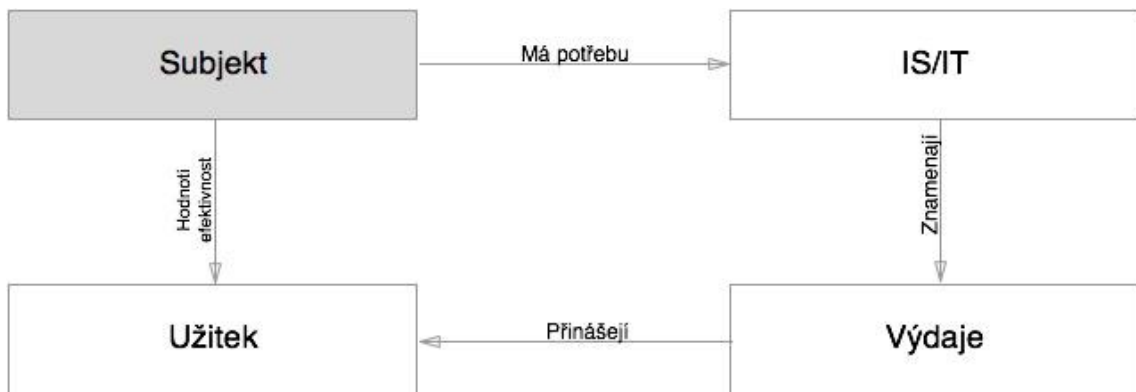 Subjekt
Má potřebu
IS/IT
Hodnotí
efektivnost
Znamenají
Užitek
Přinášejí
Výdaje